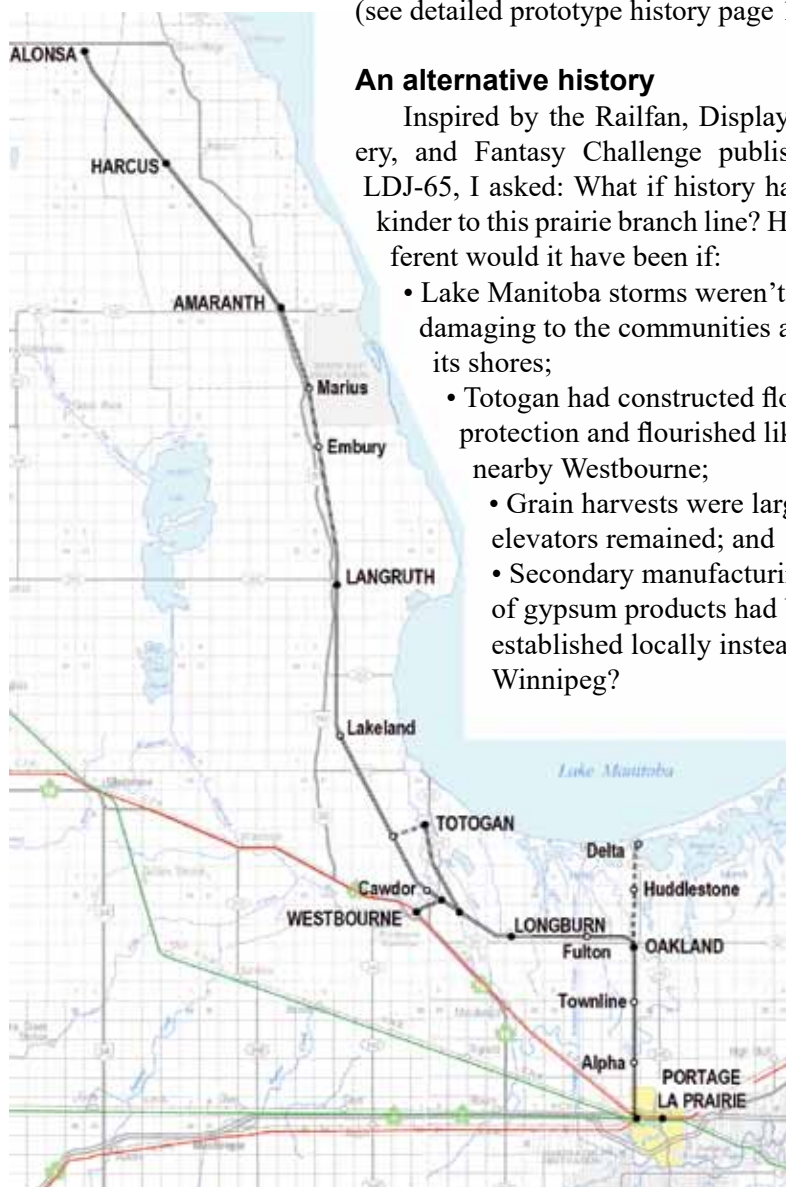 (see detailed prototype history page 1
An alternative history
Inspired by the Railfan, Display
ery, and Fantasy Challenge publis
LDJ-65, I asked: What if history ha
kinder to this prairie branch line? H
ferent would it have been if:
• Lake Manitoba storms weren’t
damaging to the communities a
its shores;
• Totogan had constructed flo
protection and flourished lik
nearby Westbourne;
• Grain harvests were larg
elevators remained; and
• Secondary manufacturin
of gypsum products had b
established locally instea
Winnipeg?
ALONSA
HARCUS
AMARANTH
Marius
Embury
LANGRUTH
Lakeland
Lake Manitoba
TOTOGAN
Delta
Cawdor
Huddlestone
WESTBOURNE
LONGBURN
Fulton
OAKLAND
Townline
Alpha
PORTAGE
LA PRAIRIE